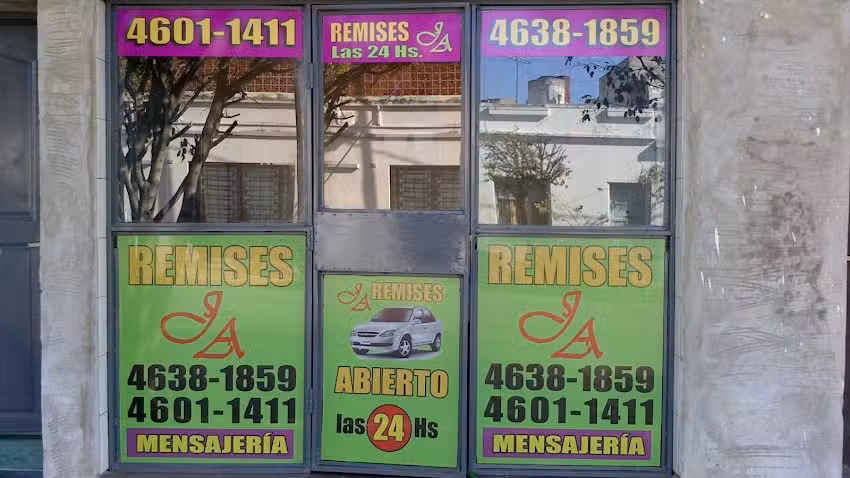 4601-1411
REMISES JA
Las 24 Hs.
4638-1859
REMISES
JA
4638-1859
4601-1411
MENSAJERÍA
JA REMISES
ABIERTO
las 24 Hs
REMISES
JA
4638-1859
4601-1411
MENSAJERÍA